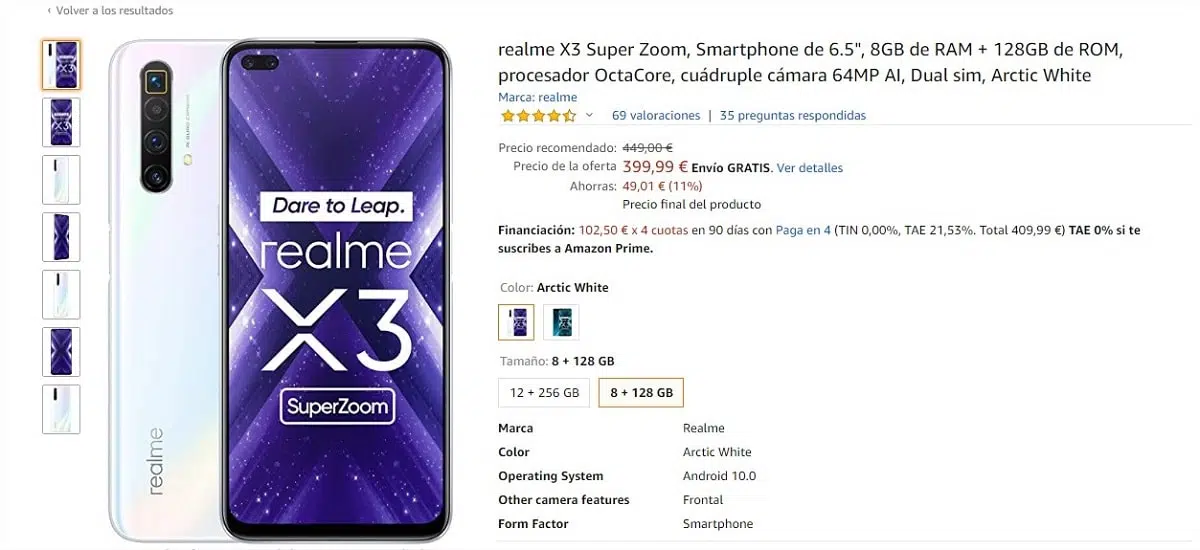 ‹ Volver a los resultados
realme X3 Super Zoom, Smartphone de 6.5", 8GB de RAM + 128GB de ROM,
procesador OctaCore, cuádruple cámara 64MP AI, Dual sim, Arctic White
Marca: realme
69 valoraciones | 35 preguntas respondidas
Precio recomendado: 449,00 €
Precio de la oferta 399,99 € Envío GRATIS. Ver detalles
Ahorras: 49,01 € (11%)
Precio final del producto
Financiación: 102,50 € x 4 cuotas en 90 días con Paga en 4 (TIN 0,00%, TAE 21,53%. Total 409,99 €) TAE 0% si te
suscribes a Amazon Prime.
Color: Arctic White
Tamaño: 8 + 128 GB
12 + 256 GB 8 + 128 GB
Marca Realme
Color Arctic White
Operating System Android 10.0
Other camera features Frontal
Form Factor Smartphone
Dare to Leap.
realme
X3
SuperZoom
realme